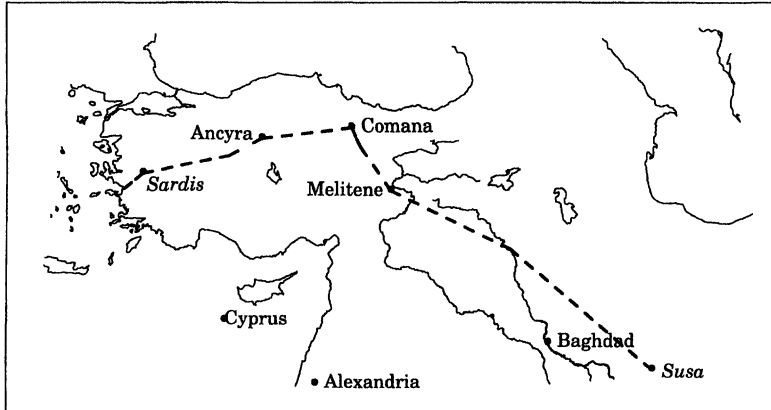 Ancyra
Comana
Sardis
Melitene
Cyprus
Baghdad
Susa
Alexandria